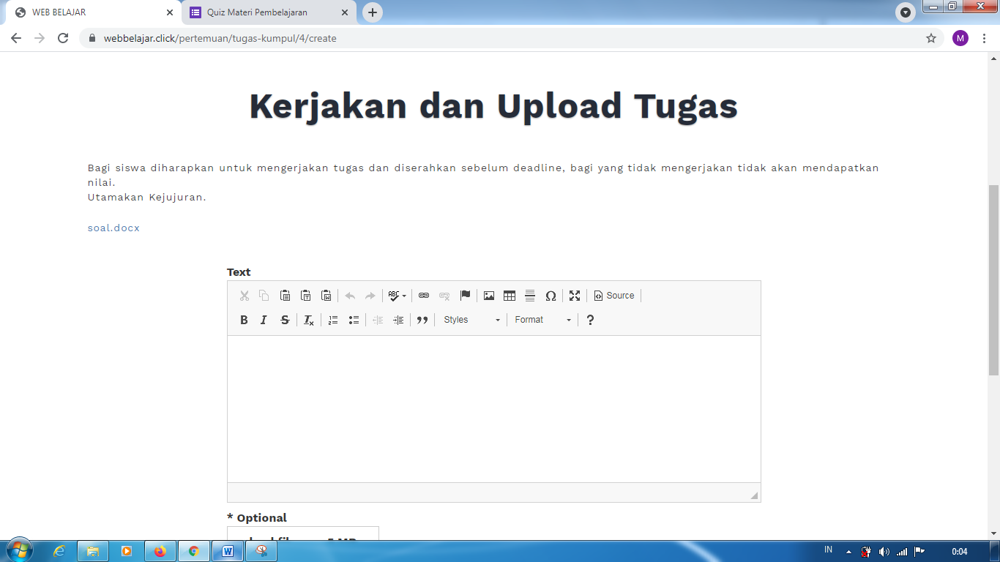 WEB BELAJAR
Quiz Materi Pembelajaran
webbelajar.click/pertemuan/tugas-kumpul/4/create
M
Kerjakan dan Upload Tugas
Bagi siswa diharapkan untuk mengerjakan tugas dan diserahkan sebelum deadline, bagi yang tidak mengerjakan tidak akan mendapatkan
nilai.
Utamakan Kejujuran.
soal.docx
Text
ABC
Source
B I S Tx
Styles
Format
?
* Optional
IN
0:04